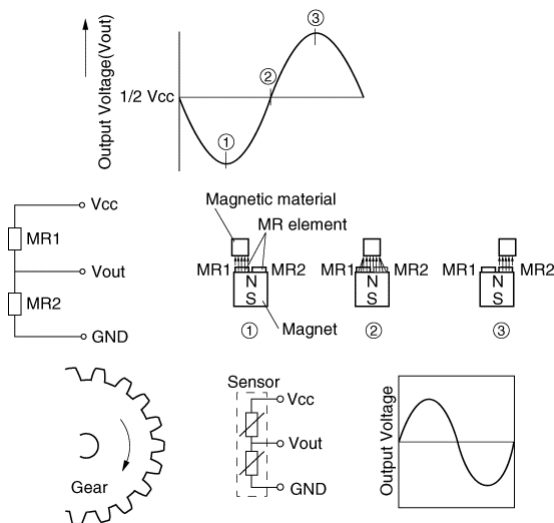 Output Voltage(Vout)
③
②
1/2 Vcc
①
Vcc
MR1
Vout
MR2
GND
Magnetic material
MR element
MR1 MR2 MR1 MR2 MR1 MR2
N N N
S S S
Magnet
① ② ③
Gear
Sensor
Vcc
Vout
GND
Output Voltage